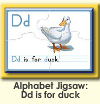 Dd
Dd is for duck
Alphabet Jigsaw:
Dd is for duck